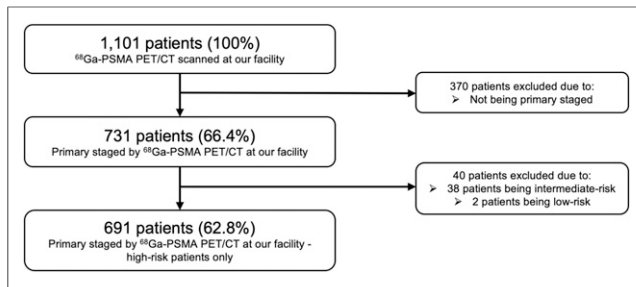 1,101 patients (100%)
⁶⁸Ga-PSMA PET/CT scanned at our facility
370 patients excluded due to:
➢ Not being primary staged
731 patients (66.4%)
Primary staged by ⁶⁸Ga-PSMA PET/CT at our facility
40 patients excluded due to:
➢ 38 patients being intermediate-risk
➢ 2 patients being low-risk
691 patients (62.8%)
Primary staged by ⁶⁸Ga-PSMA PET/CT at our facility -
high-risk patients only